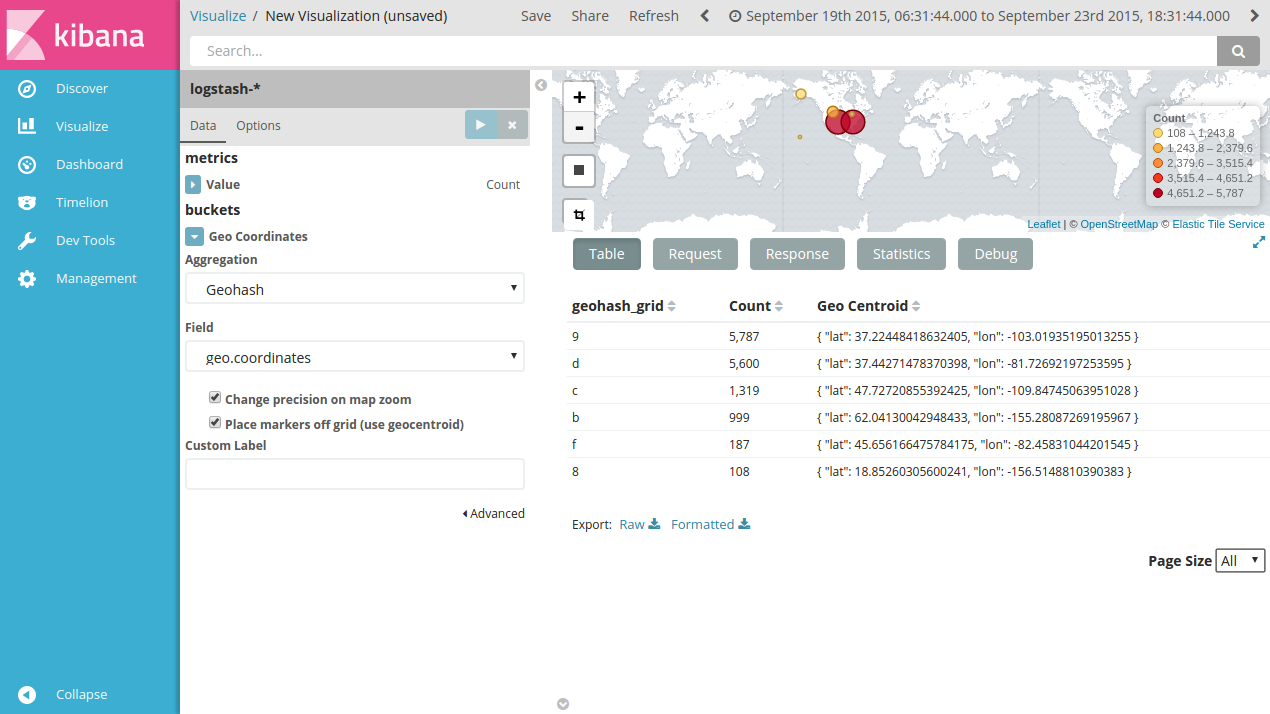 kibana
Discover
Visualize
Dashboard
Timelion
Dev Tools
Management
Collapse
Visualize / New Visualization (unsaved)
Save Share Refresh September 19th 2015, 06:31:44.000 to September 23rd 2015, 18:31:44.000
Search...
logstash-*
Data Options
metrics
Value Count
buckets
Geo Coordinates
Aggregation
Geohash
Field
geo.coordinates
Change precision on map zoom
Place markers off grid (use geocentroid)
Custom Label
Advanced
+
-
Count
108 – 1,243.8
1,243.8 – 2,379.6
2,379.6 – 3,515.4
3,515.4 – 4,651.2
4,651.2 – 5,787
Leaflet | © OpenStreetMap © Elastic Tile Service
Table Request Response Statistics Debug
geohash_grid Count Geo Centroid
9 5,787 { "lat": 37.22448418632405, "lon": -103.01935195013255 }
d 5,600 { "lat": 37.44271478370398, "lon": -81.72692197253595 }
c 1,319 { "lat": 47.72720855392425, "lon": -109.84745063951028 }
b 999 { "lat": 62.04130042948433, "lon": -155.28087269195967 }
f 187 { "lat": 45.656166475784175, "lon": -82.45831044201545 }
8 108 { "lat": 18.85260305600241, "lon": -156.5148810390383 }
Export: Raw Formatted
Page Size All